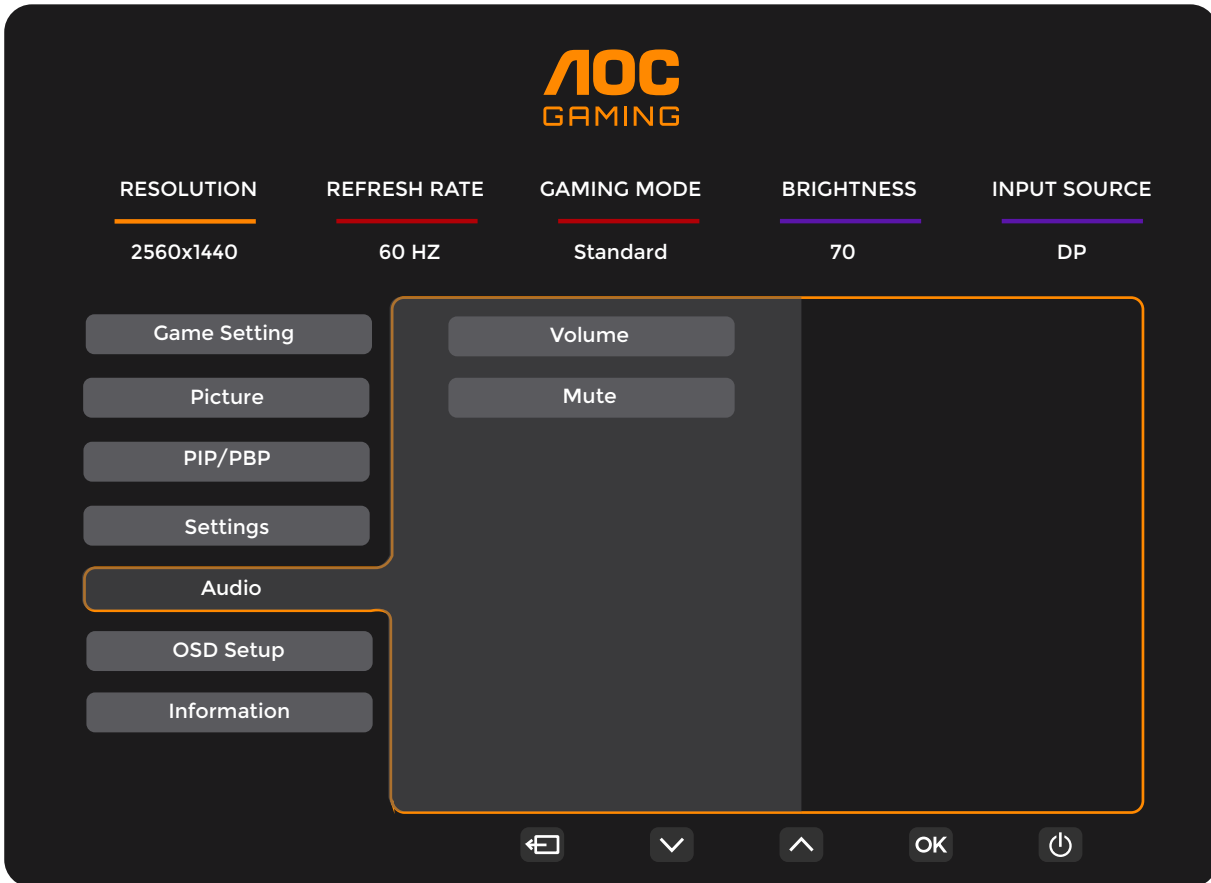 AOC
GAMING
RESOLUTION REFRESH RATE GAMING MODE BRIGHTNESS INPUT SOURCE
2560x1440 60 HZ Standard 70 DP
Game Setting Volume
Picture Mute
PIP/PBP
Settings
Audio
OSD Setup
Information
OK